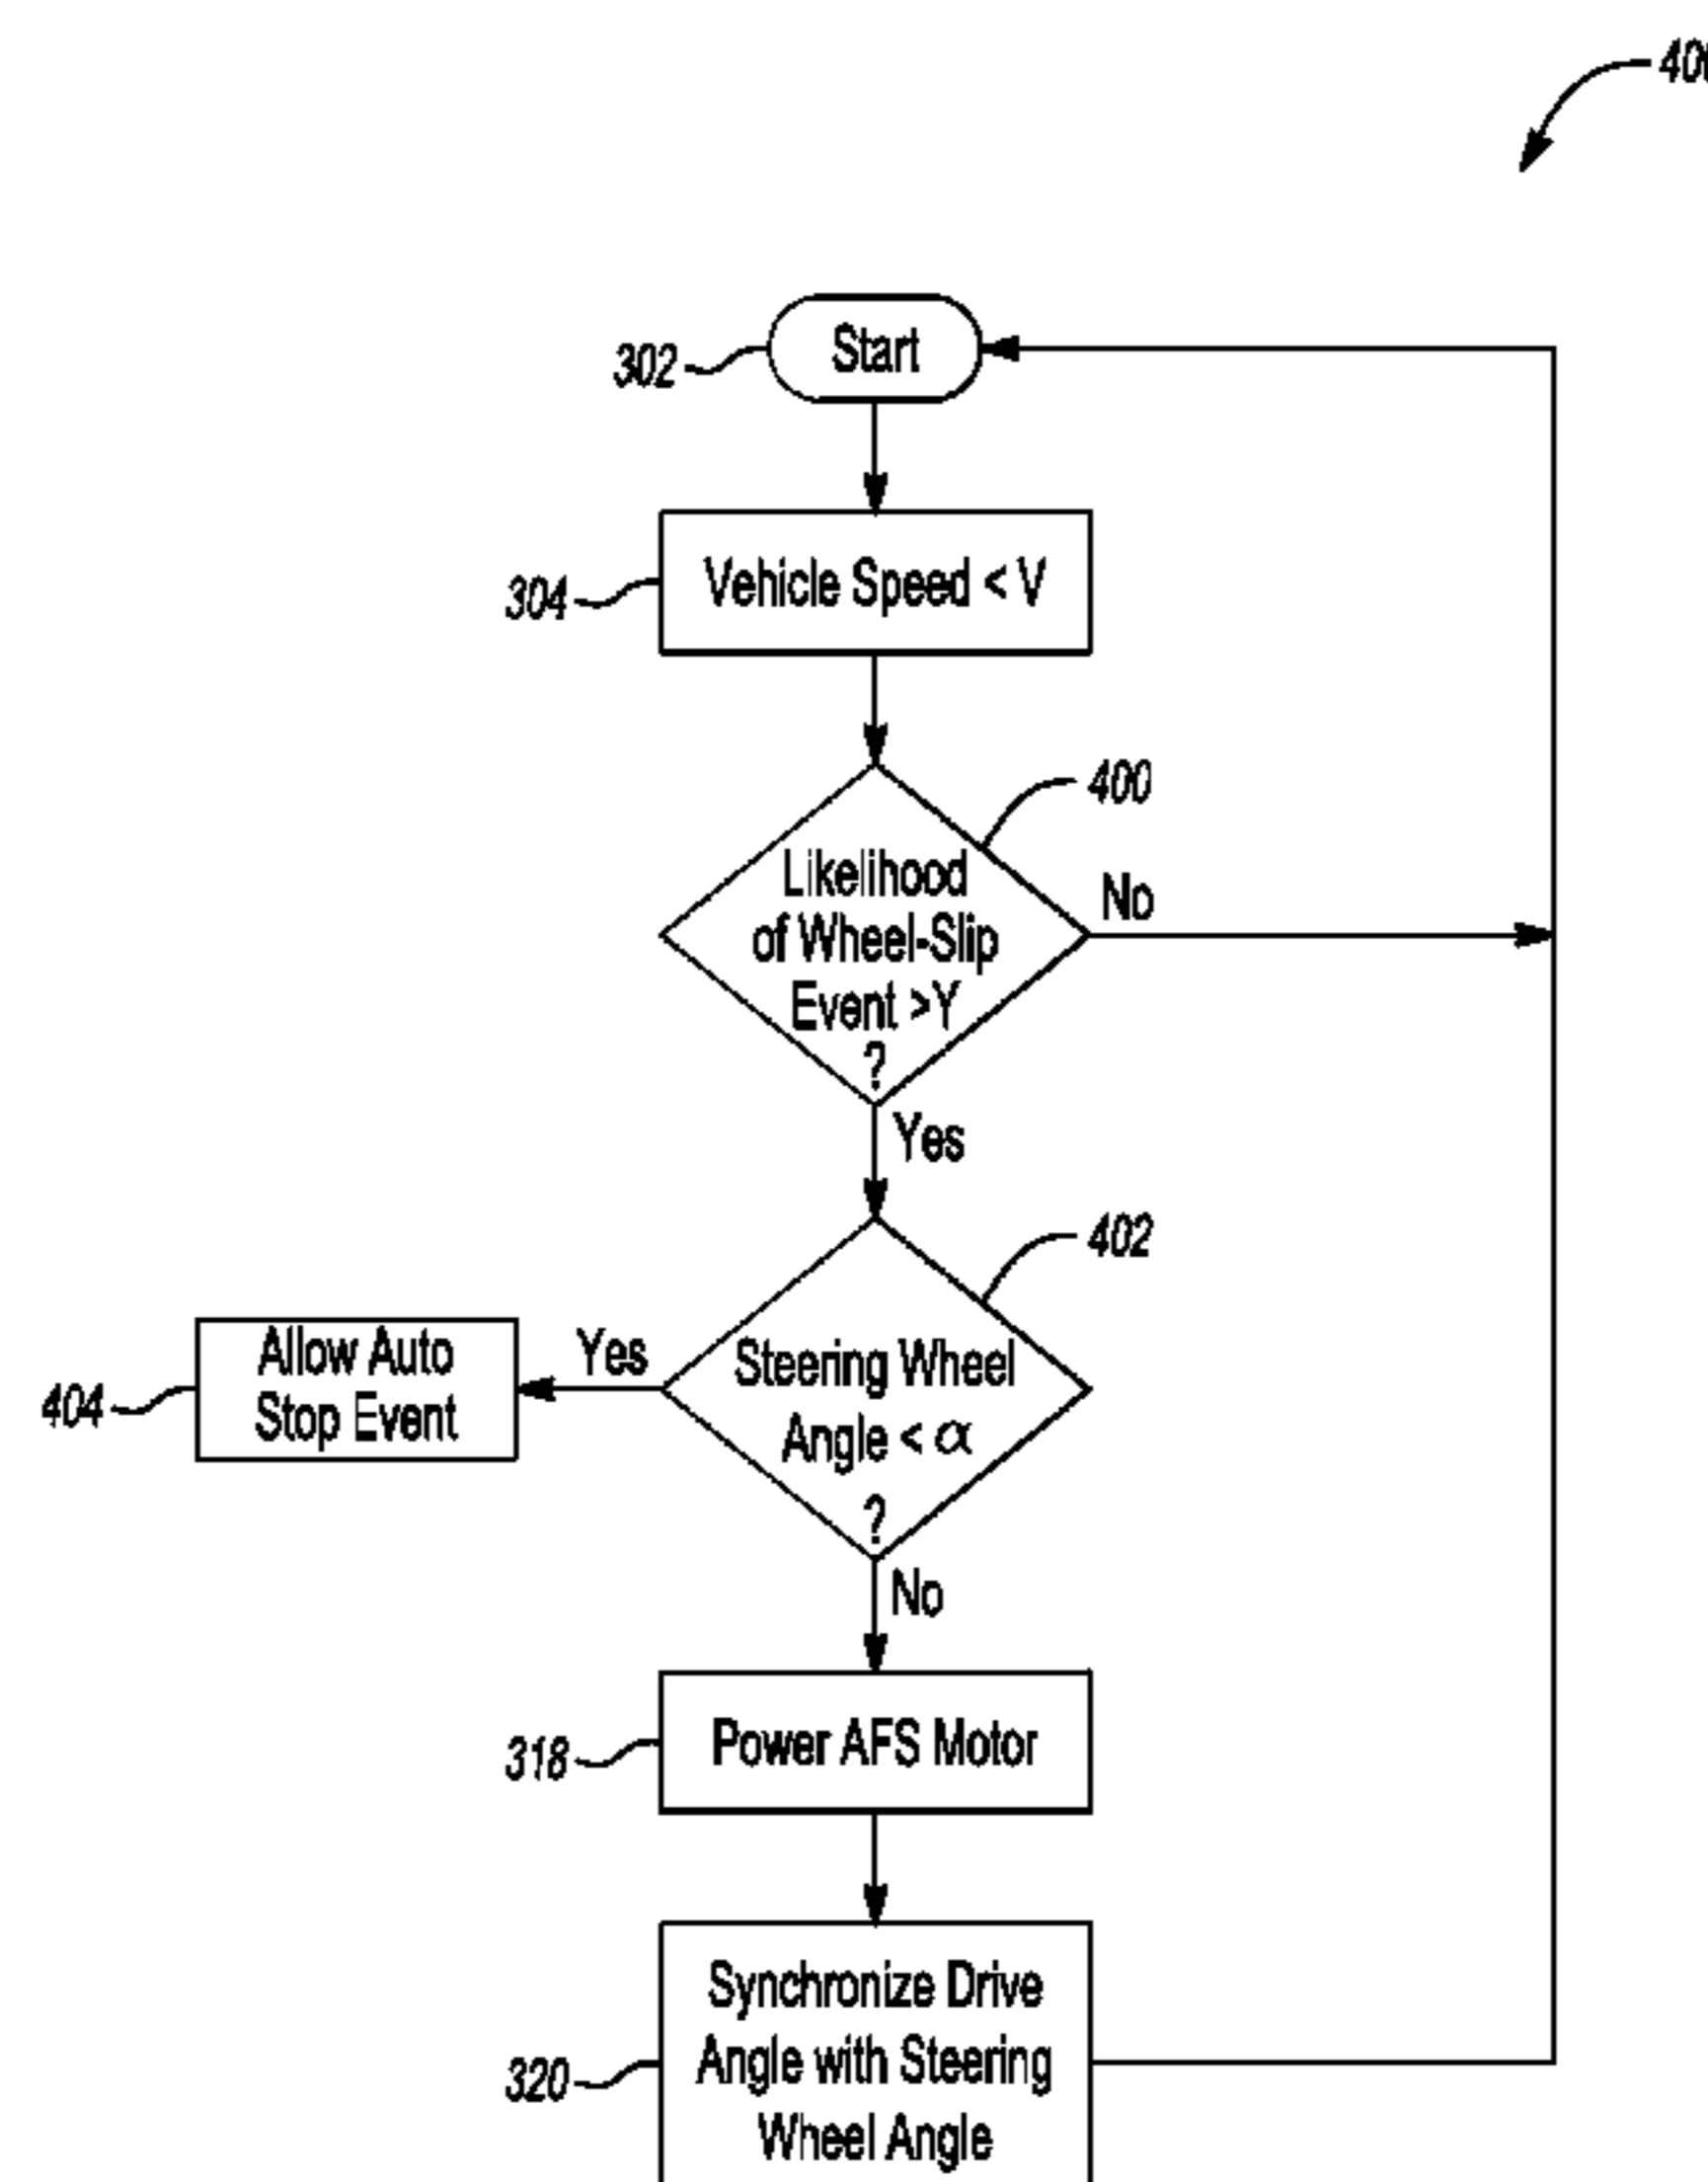 302
Start
304
Vehicle Speed < V
400
Likelihood
of Wheel-Slip
Event >Y
?
No
Yes
402
Steering Wheel
Angle < α
?
Yes
404
Allow Auto
Stop Event
No
318
Power AFS Motor
320
Synchronize Drive
Angle with Steering
Wheel Angle